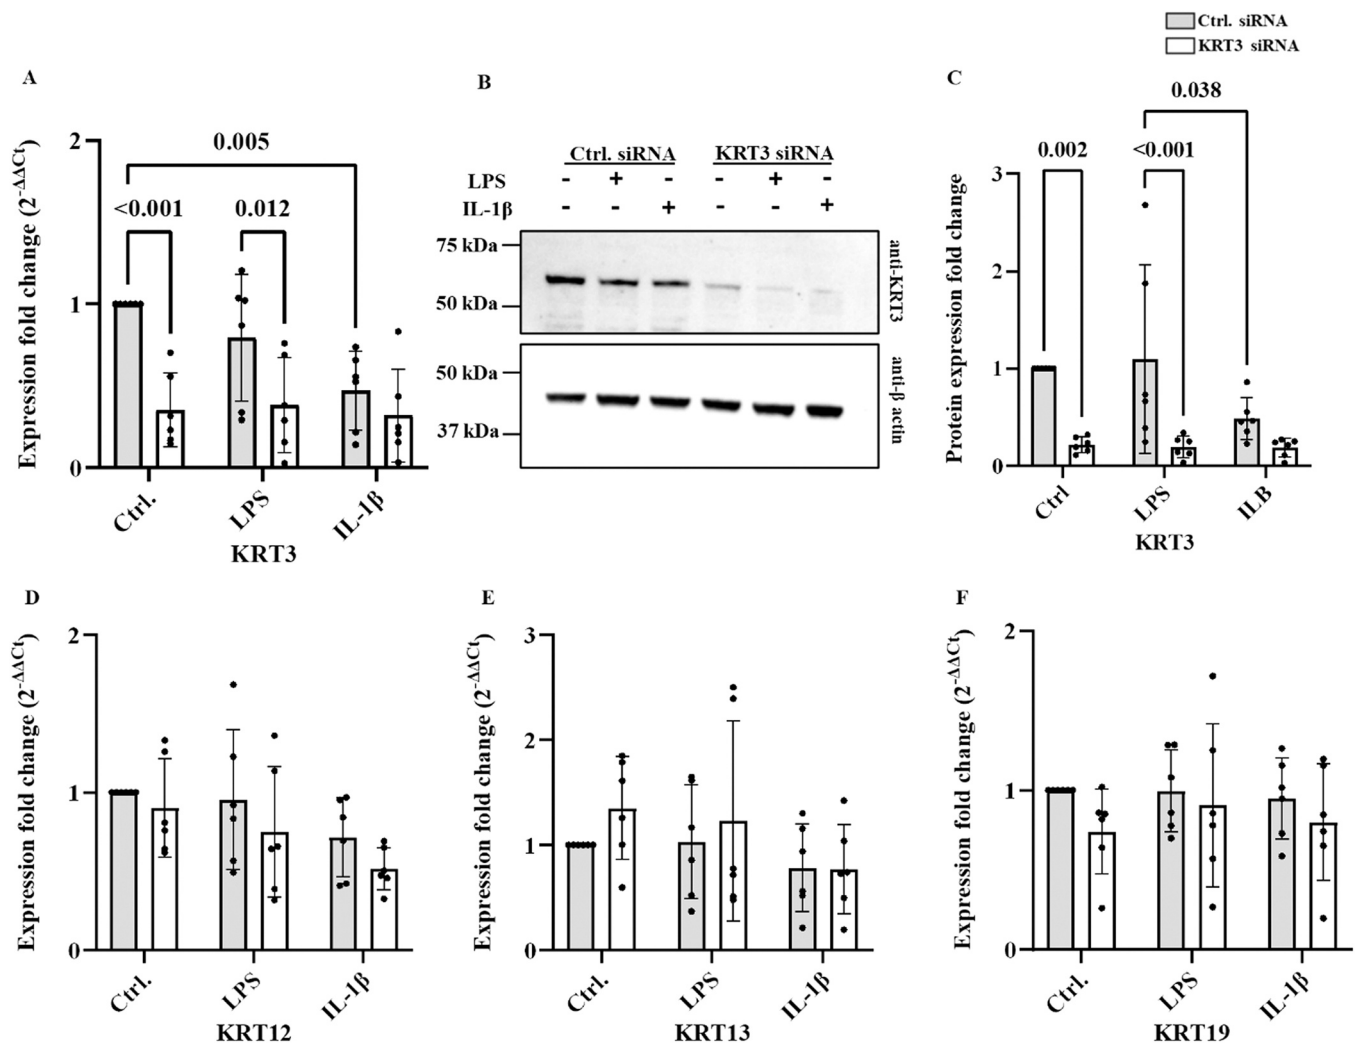 Ctrl. siRNA
KRT3 siRNA
A
Expression fold change (2-ΔΔCt)
2
1
0
0.005
<0.001
0.012
Ctrl.
LPS
IL-1β
KRT3
B
Ctrl. siRNA KRT3 siRNA
LPS - + - - + -
IL-1β - - + - - +
75 kDa
50 kDa
anti-KRT3
50 kDa
37 kDa
anti-β actin
C
Protein expression fold change
3
2
1
0
0.038
0.002
<0.001
Ctrl
LPS
ILB
KRT3
D
Expression fold change (2-ΔΔCt)
2
1
0
Ctrl.
LPS
IL-1β
KRT12
E
Expression fold change (2-ΔΔCt)
3
2
1
0
Ctrl.
LPS
IL-1β
KRT13
F
Expression fold change (2-ΔΔCt)
2
1
0
Ctrl.
LPS
IL-1β
KRT19